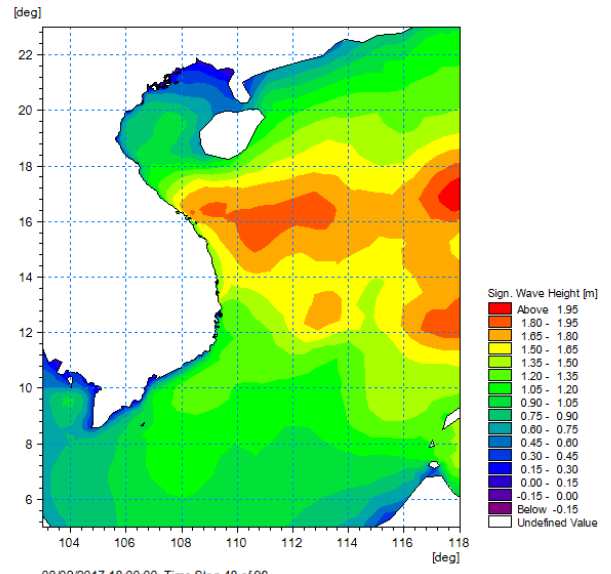 [deg]
22
20
18
16
14
12
10
8
6
104 106 108 110 112 114 116 118
[deg]
Sign. Wave Height [m]
Above 1.95
1.80 - 1.95
1.65 - 1.80
1.50 - 1.65
1.35 - 1.50
1.20 - 1.35
1.05 - 1.20
0.90 - 1.05
0.75 - 0.90
0.60 - 0.75
0.45 - 0.60
0.30 - 0.45
0.15 - 0.30
0.00 - 0.15
-0.15 - 0.00
Below -0.15
Undefined Value